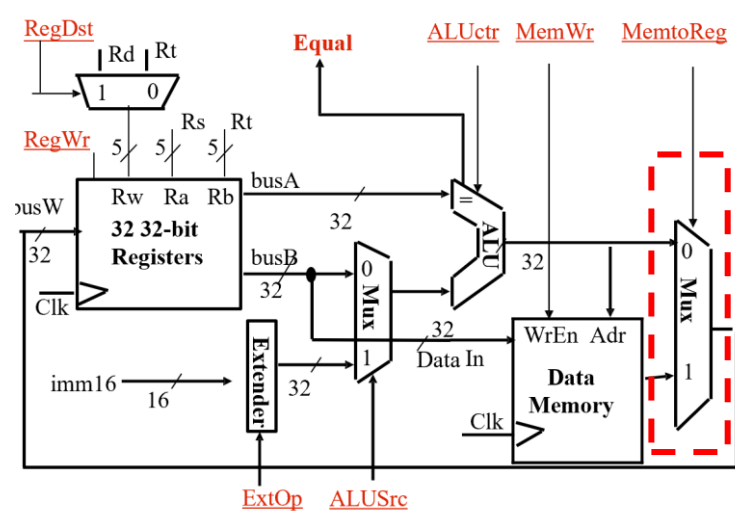 RegDst
ALUctr
MemWr
MemtoReg
Equal
Rd
Rt
1
0
Rs
Rt
RegWr
5
5
5
busA
Rw
Ra
Rb
=
busW
32
32 32-bit
Registers
busB
32
32
0
Mux
1
ALU
32
0
Mux
1
Clk
32
Data In
WrEn
Adr
Data
Memory
Clk
imm16
16
Extender
32
ExtOp
ALUSrc